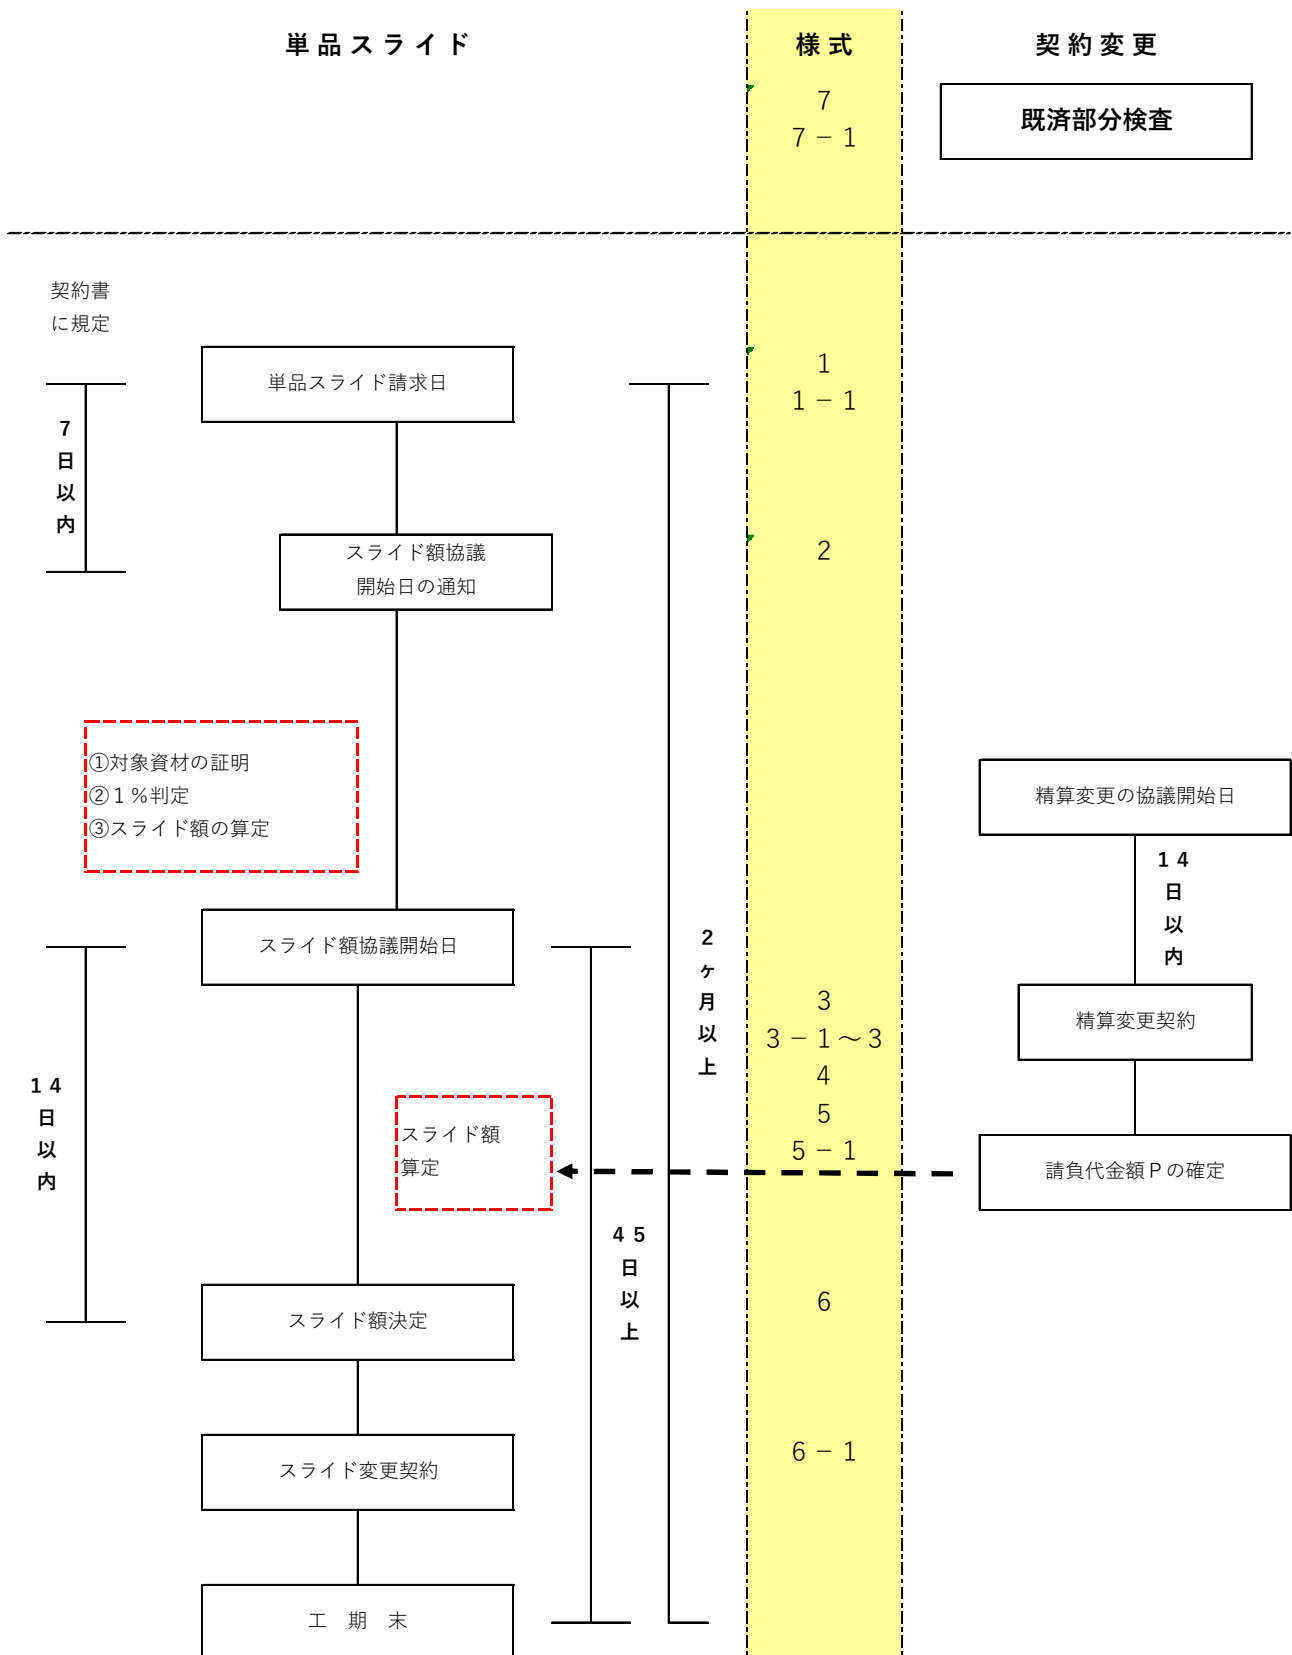 単品スライド
様式
契約変更
7
7－1
既済部分検査
契約書
に規定
単品スライド請求日
1
1－1
7
日
以
内
スライド額協議
開始日の通知
2
①対象資材の証明
②１％判定
③スライド額の算定
精算変更の協議開始日
14
日
以
内
スライド額協議開始日
2
ヶ
月
以
上
3
3－1～3
4
5
5－1
精算変更契約
14
日
以
内
スライド額
算定
請負代金額Ｐの確定
45
日
以
上
スライド額決定
6
スライド変更契約
6－1
工　期　末